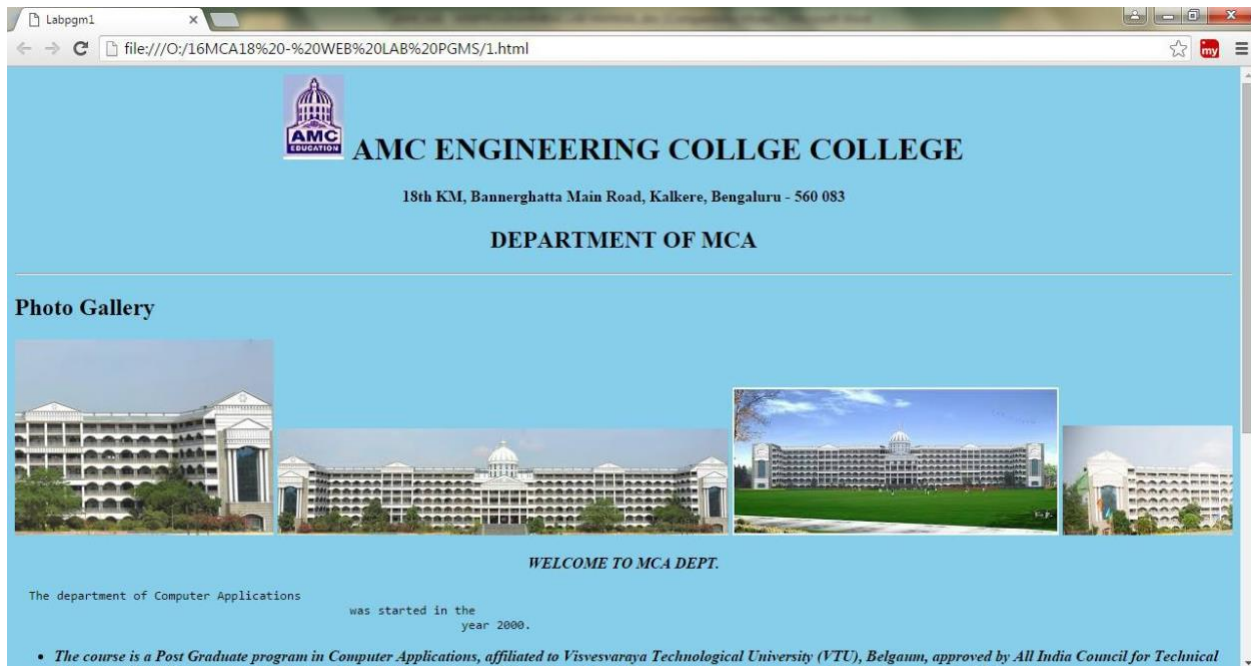 Labpgm1
file:///O:/16MCA18%20-%20WEB%20LAB%20PGMS/1.html
my
AMC
EDUCATION
AMC ENGINEERING COLLGE COLLEGE
18th KM, Bannerghatta Main Road, Kalkere, Bengaluru - 560 083
DEPARTMENT OF MCA
Photo Gallery
WELCOME TO MCA DEPT.
The department of Computer Applications
was started in the
year 2000.
• The course is a Post Graduate program in Computer Applications, affiliated to Visvesvaraya Technological University (VTU), Belgaum, approved by All India Council for Technical